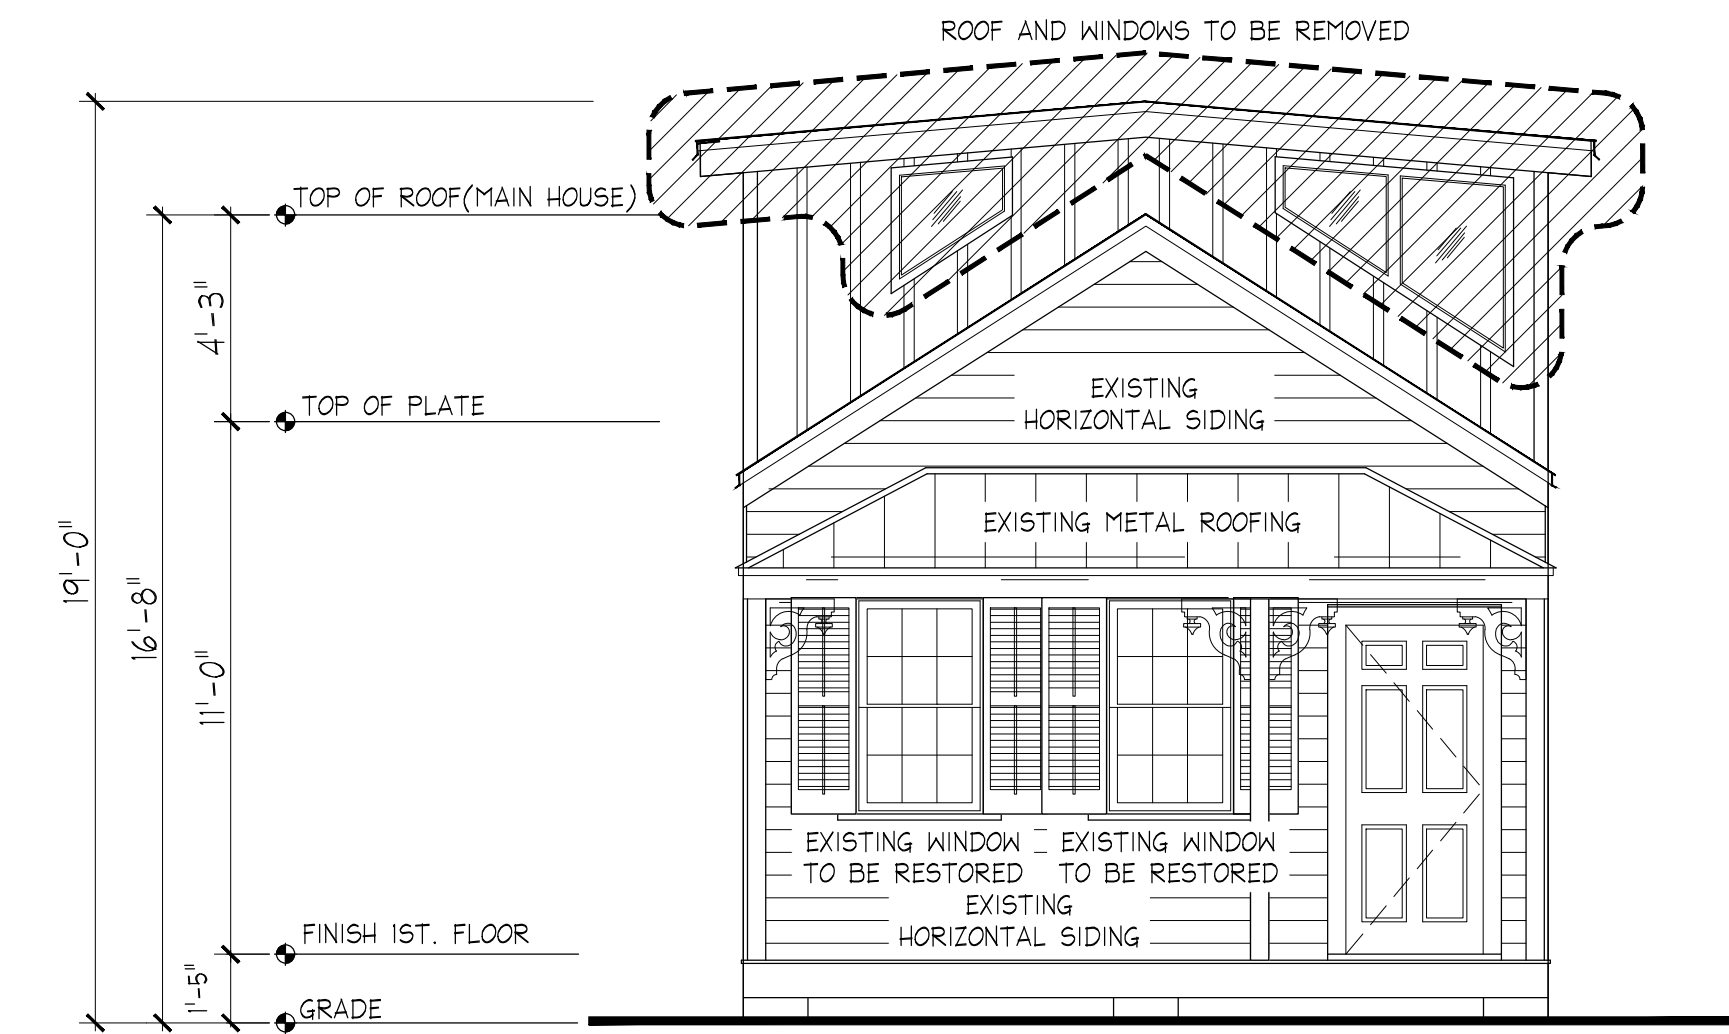 ROOF AND WINDOWS TO BE REMOVED
TOP OF ROOF(MAIN HOUSE)
4'-3"
TOP OF PLATE
EXISTING
HORIZONTAL SIDING
EXISTING METAL ROOFING
19'-0"
16'-8"
11'-0"
EXISTING WINDOW
TO BE RESTORED
EXISTING WINDOW
TO BE RESTORED
EXISTING
HORIZONTAL SIDING
FINISH 1ST. FLOOR
1'-5"
GRADE